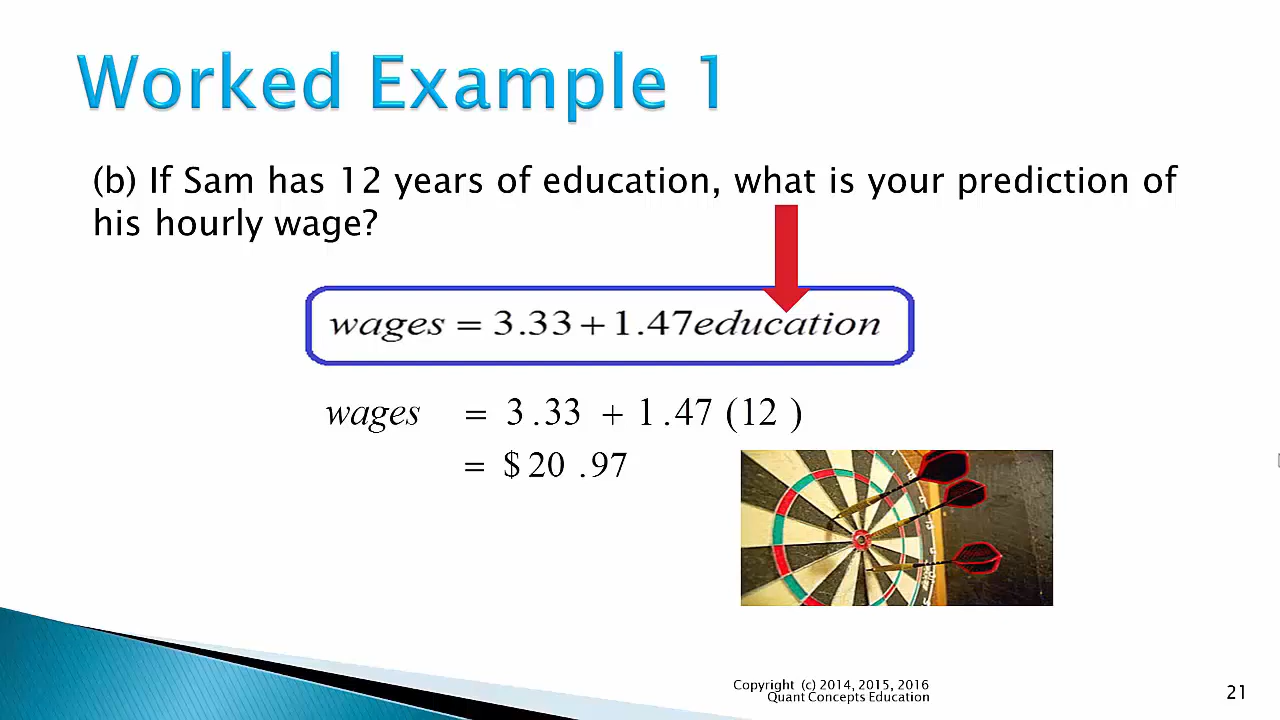 Worked Example 1
(b) If Sam has 12 years of education, what is your prediction of
his hourly wage?
wages = 3.33 + 1.47education
wages = 3 .33 + 1 .47 (12 )
= $ 20 .97
Copyright (c) 2014, 2015, 2016
Quant Concepts Education
21